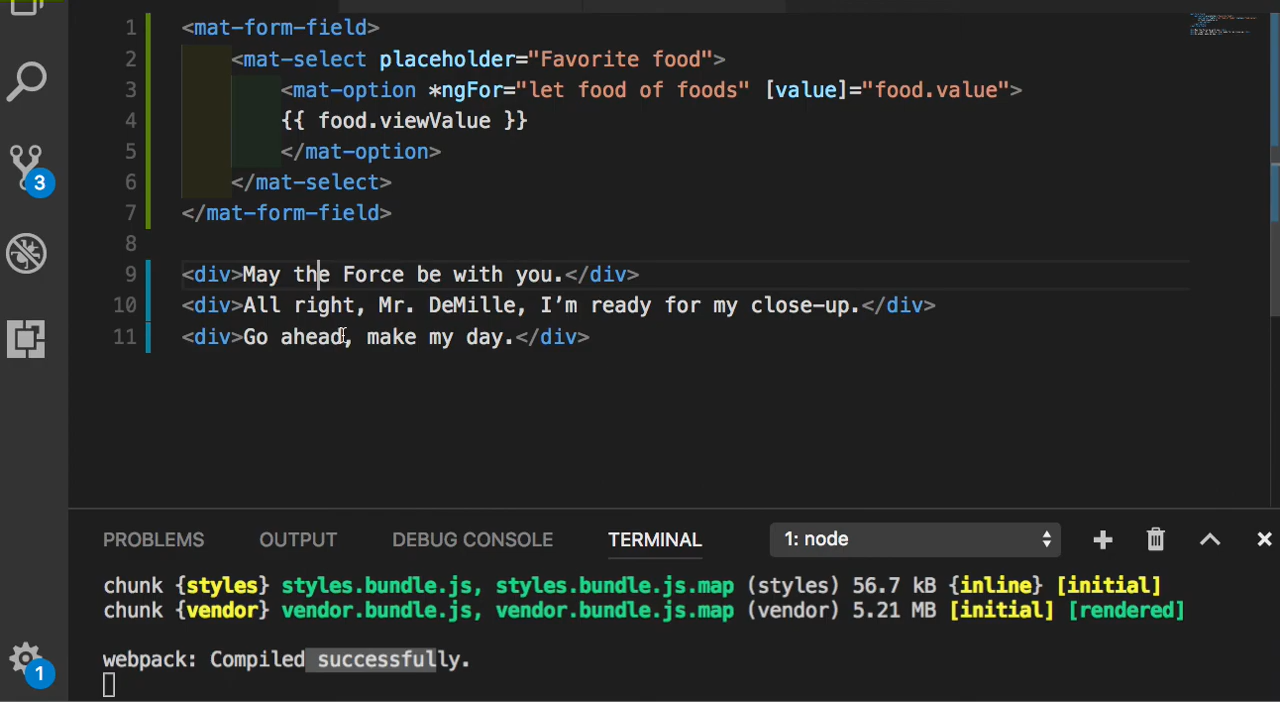 1 <mat-form-field>
2 <mat-select placeholder="Favorite food">
3 <mat-option *ngFor="let food of foods" [value]="food.value">
4 {{ food.viewValue }}
5 </mat-option>
6 </mat-select>
7 </mat-form-field>
8
9 <div>May the Force be with you.</div>
10 <div>All right, Mr. DeMille, I’m ready for my close-up.</div>
11 <div>Go ahead, make my day.</div>
3
1
PROBLEMS OUTPUT DEBUG CONSOLE TERMINAL 1: node
chunk {styles} styles.bundle.js, styles.bundle.js.map (styles) 56.7 kB {inline} [initial]
chunk {vendor} vendor.bundle.js, vendor.bundle.js.map (vendor) 5.21 MB [initial] [rendered]
webpack: Compiled successfully.